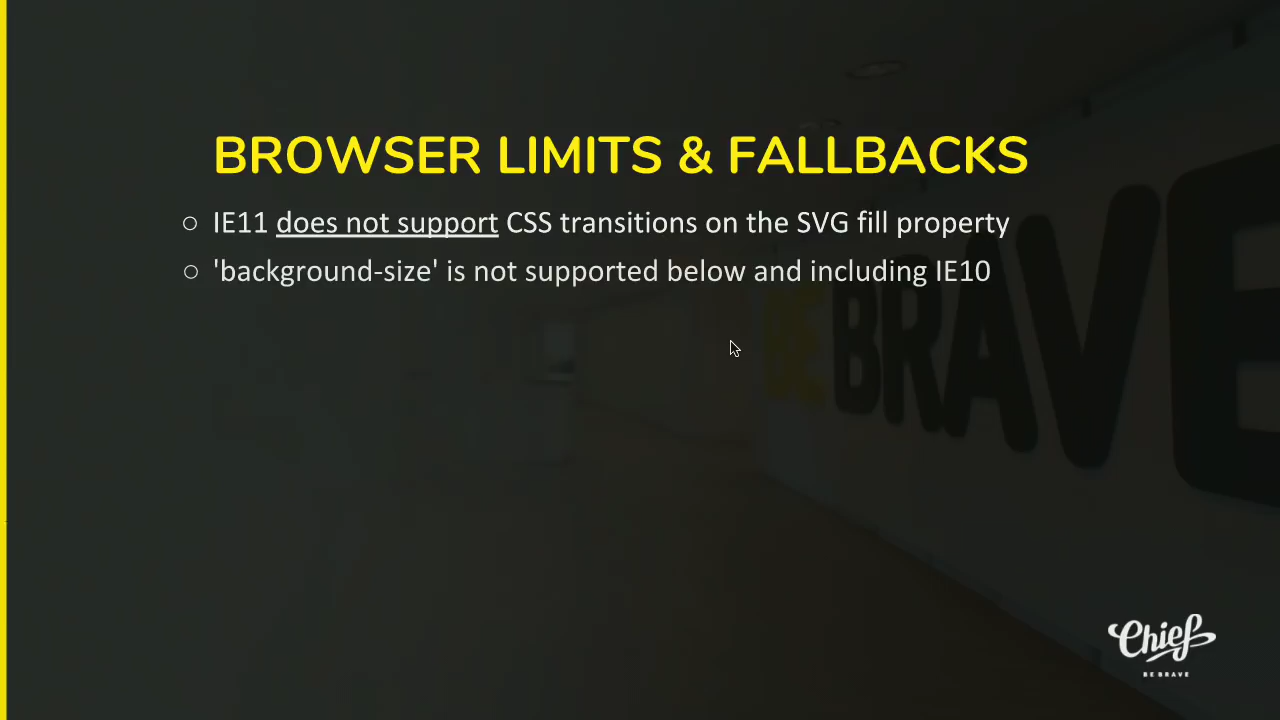 BROWSER LIMITS & FALLBACKS
○ IE11 does not support CSS transitions on the SVG fill property
○ 'background-size' is not supported below and including IE10
BE BRAVE
Chief
BE BRAVE